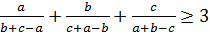 a/(b+c−a) + b/(c+a−b) + c/(a+b−c) ≥ 3